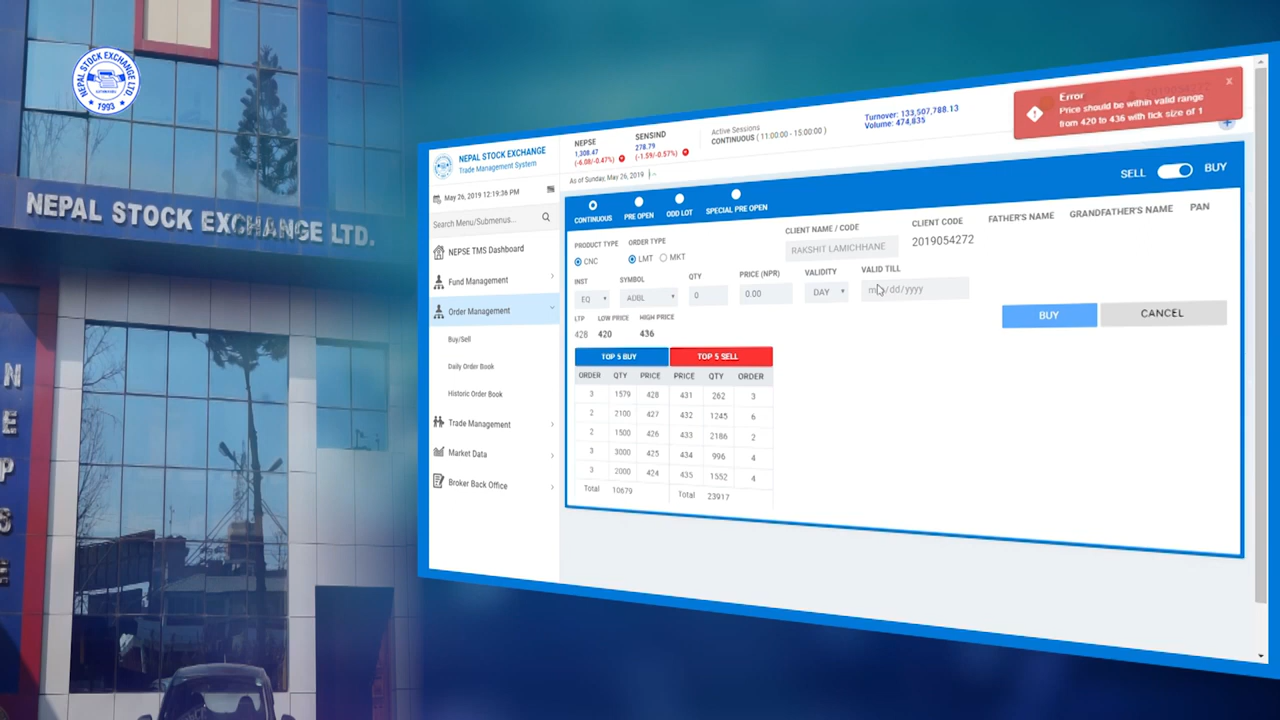 NEPAL STOCK EXCHANGE LTD.
1993
NEPAL STOCK EXCHANGE LTD.
N
E
P
S
E
NEPAL STOCK EXCHANGE
Trade Management System
NEPSE
1,308.47
(-6.08/-0.47%)
SENSIND
278.79
(-1.59/-0.57%)
Active Sessions
CONTINUOUS ( 11:00:00 - 15:00:00 )
Turnover: 133,507,788.13
Volume: 474,835
Error
Price should be within valid range
from 420 to 436 with tick size of 1
x
As of Sunday, May 26, 2019
May 26, 2019 12:19:36 PM
Search Menu/Submenus...
NEPSE TMS Dashboard
Fund Management
Order Management
Buy/Sell
Daily Order Book
Historic Order Book
Trade Management
Market Data
Broker Back Office
CONTINUOUS
PRE OPEN
ODD LOT
SPECIAL PRE OPEN
SELL
BUY
PRODUCT TYPE
CNC
ORDER TYPE
LMT MKT
CLIENT NAME / CODE
RAKSHIT LAMICHHANE
CLIENT CODE
2019054272
FATHER'S NAME
GRANDFATHER'S NAME
PAN
INST
EQ
SYMBOL
ADBL
QTY
0
PRICE (NPR)
0.00
VALIDITY
DAY
VALID TILL
/dd/yyyy
BUY
CANCEL
LTP LOW PRICE HIGH PRICE
428 420 436
TOP 5 BUY TOP 5 SELL
ORDER QTY PRICE PRICE QTY ORDER
3 1579 428 431 262 3
2 2100 427 432 1245 6
2 1500 426 433 2186 2
3 3000 425 434 996 4
3 2000 424 435 1552 4
Total 10679 Total 23917